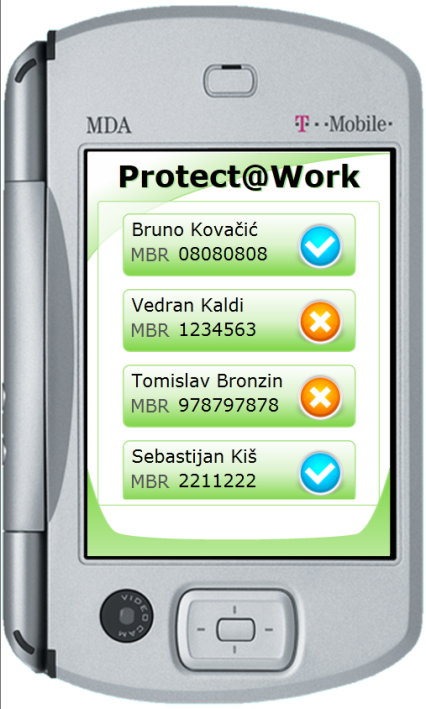 MDA
T··Mobile·
Protect@Work
Bruno Kovačić
MBR 08080808
Vedran Kaldi
MBR 1234563
Tomislav Bronzin
MBR 978797878
Sebastijan Kiš
MBR 2211222
VIDEO CAM